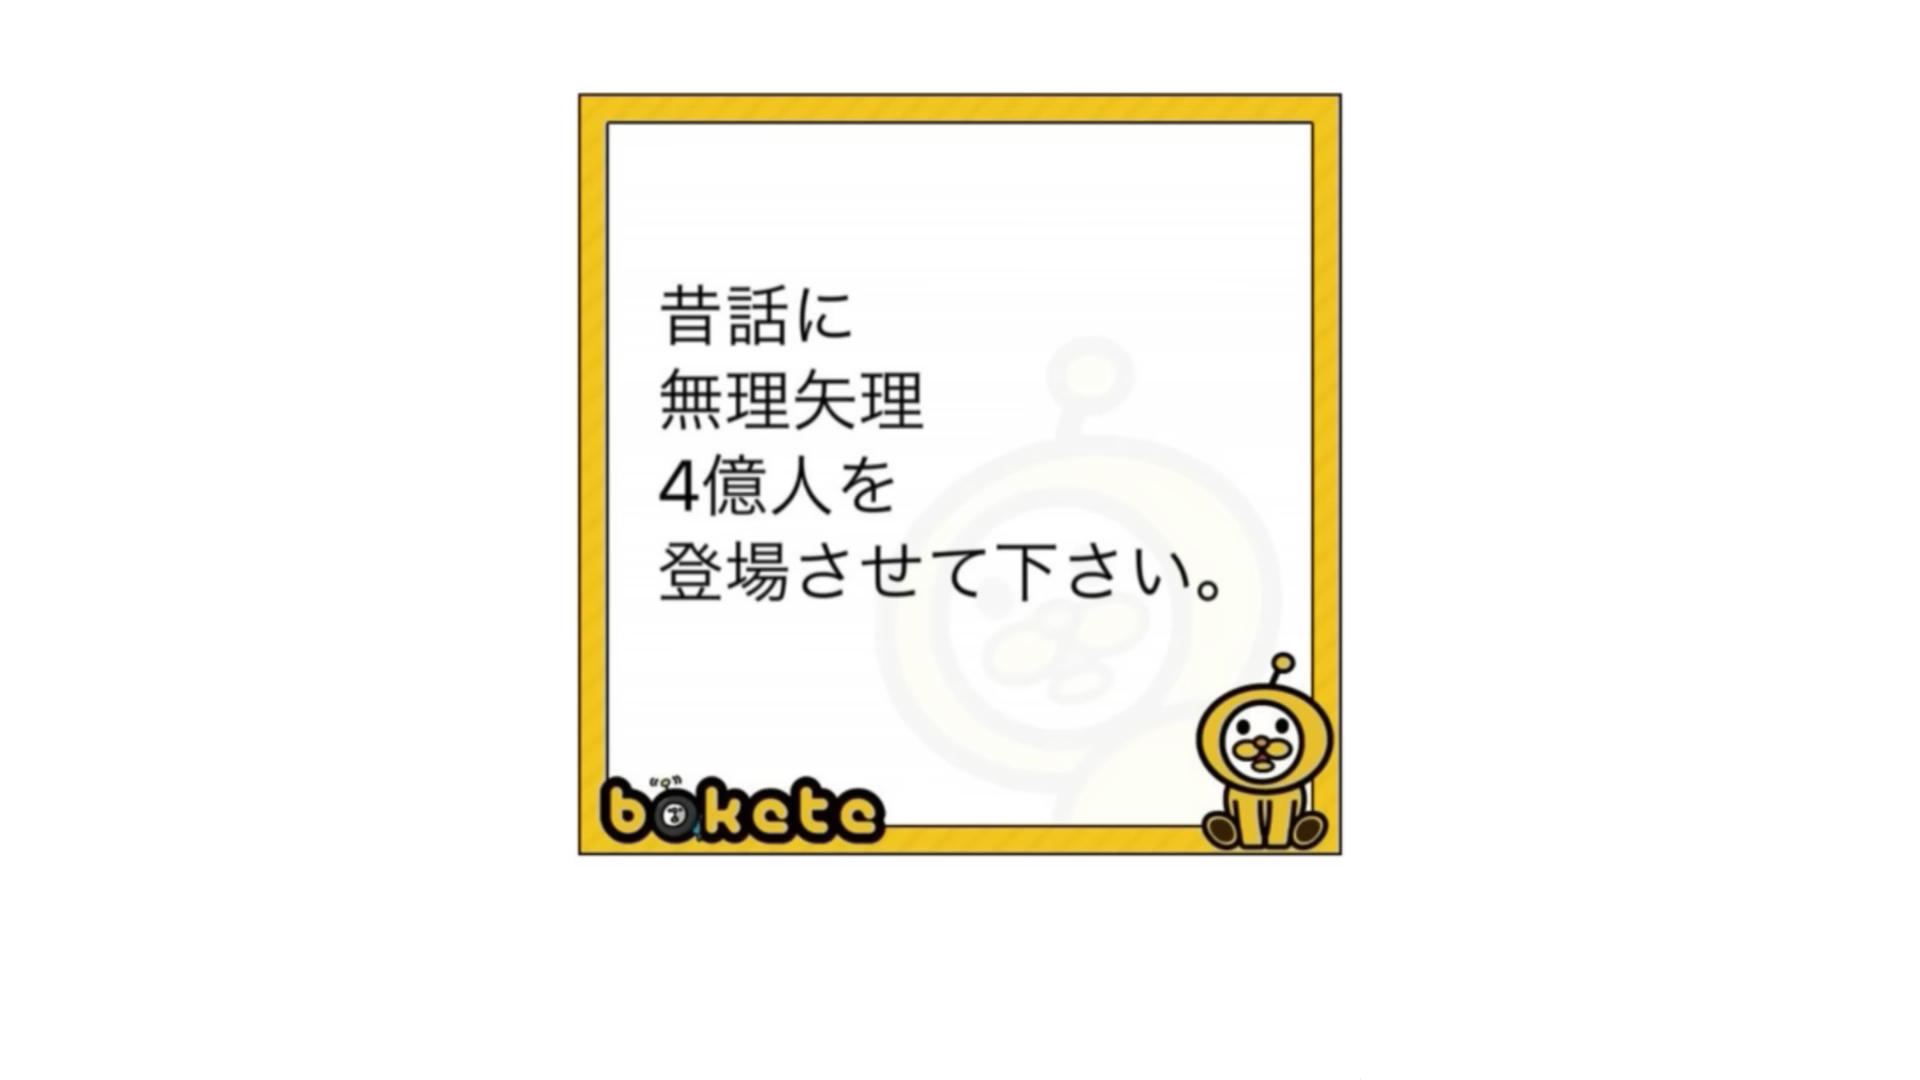 昔話に
無理矢理
4億人を
登場させて下さい。
bokete